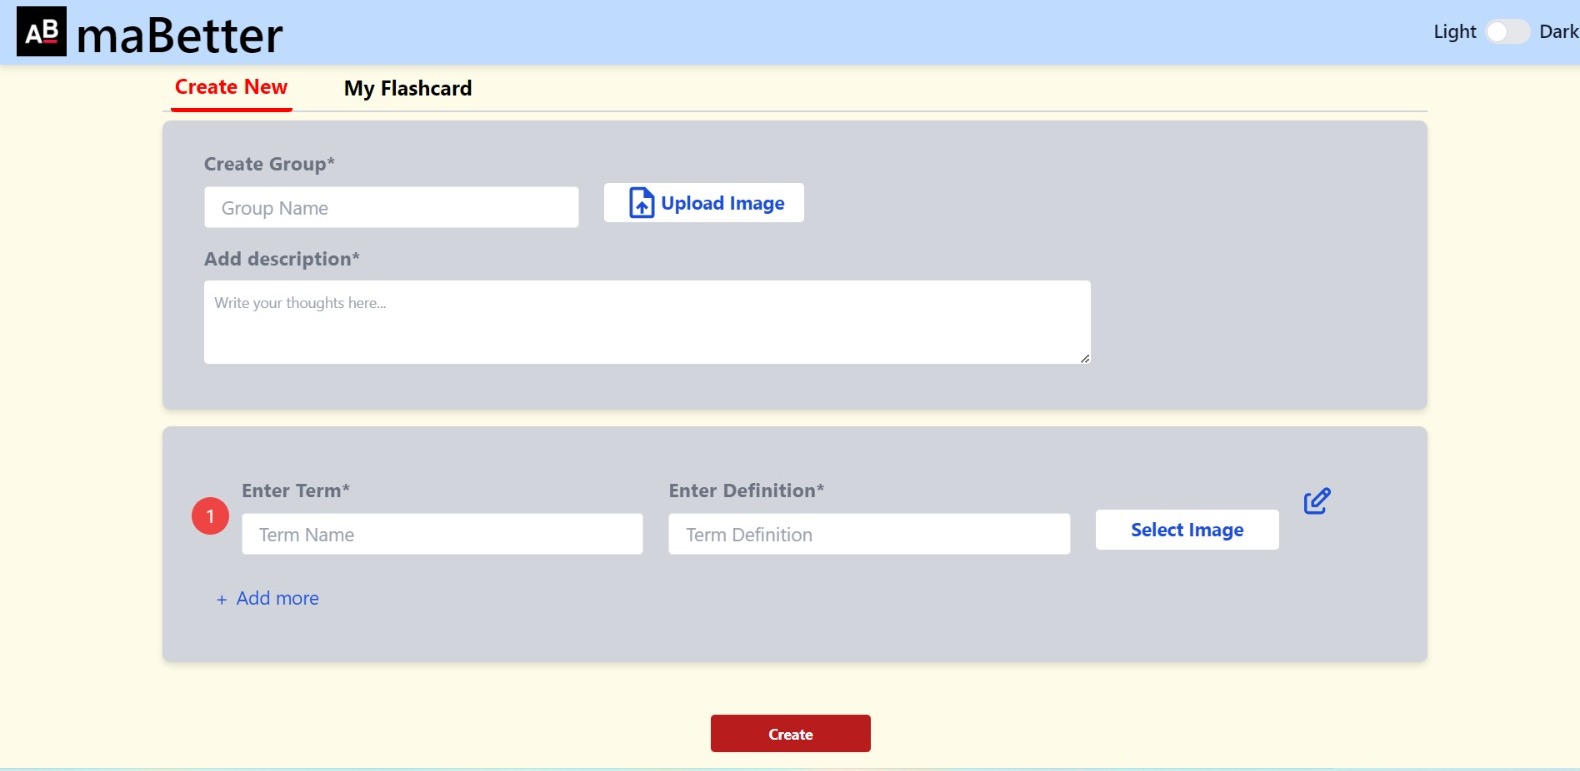 AB maBetter
Light Dark
Create New My Flashcard
Create Group*
Group Name
Upload Image
Add description*
Write your thoughts here...
Enter Term* Enter Definition*
1 Term Name Term Definition Select Image
+ Add more
Create